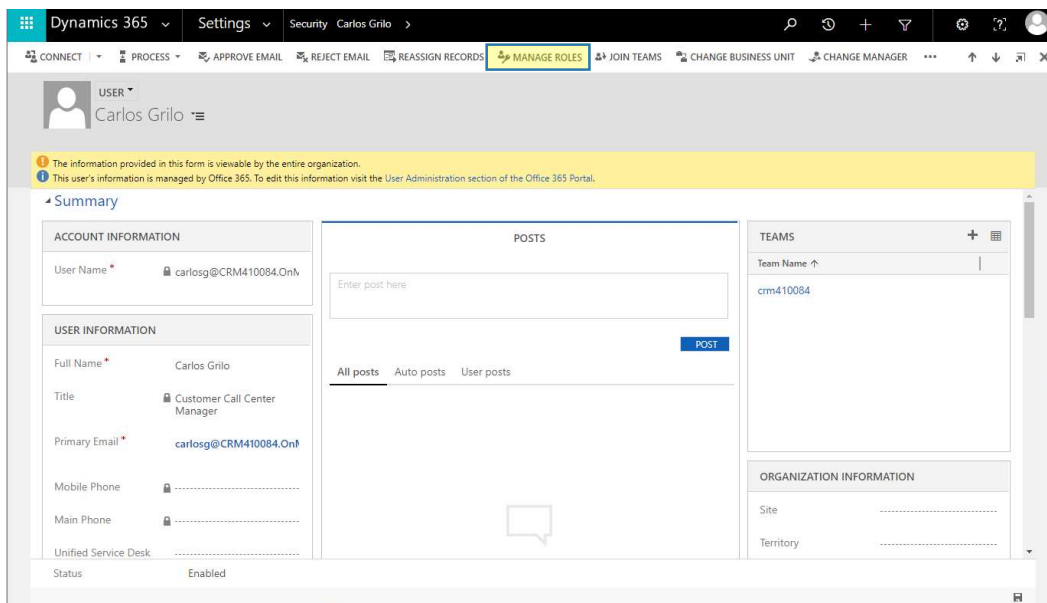 Dynamics 365 Settings Security Carlos Grilo >
CONNECT PROCESS APPROVE EMAIL REJECT EMAIL REASSIGN RECORDS MANAGE ROLES JOIN TEAMS CHANGE BUSINESS UNIT CHANGE MANAGER ...
USER
Carlos Grilo
The information provided in this form is viewable by the entire organization.
This user's information is managed by Office 365. To edit this information visit the User Administration section of the Office 365 Portal.
Summary
ACCOUNT INFORMATION
User Name * carlosg@CRM410084.On
USER INFORMATION
Full Name * Carlos Grilo
Title Customer Call Center
Manager
Primary Email * carlosg@CRM410084.On
Mobile Phone
Main Phone
Unified Service Desk
POSTS
Enter post here
POST
All posts Auto posts User posts
TEAMS
Team Name ↑
crm410084
ORGANIZATION INFORMATION
Site
Territory
Status Enabled